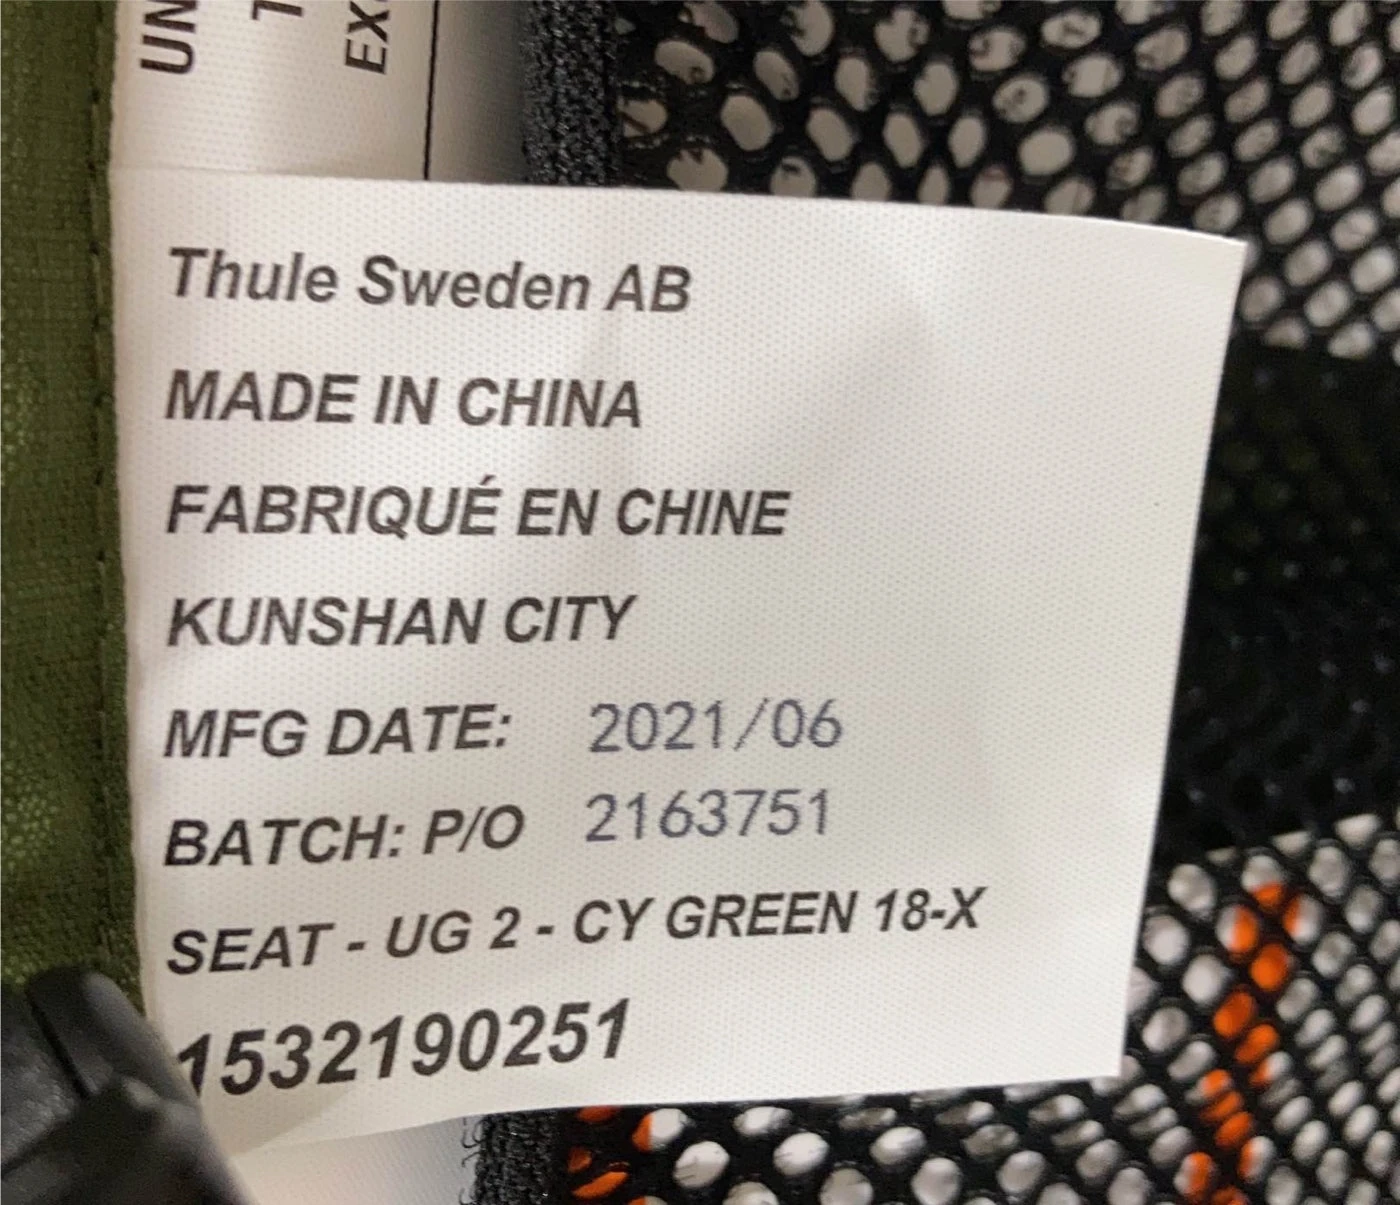 Thule Sweden AB
MADE IN CHINA
FABRIQUÉ EN CHINE
KUNSHAN CITY
MFG DATE: 2021/06
BATCH: P/O 2163751
SEAT - UG 2 - CY GREEN 18-X
1532190251